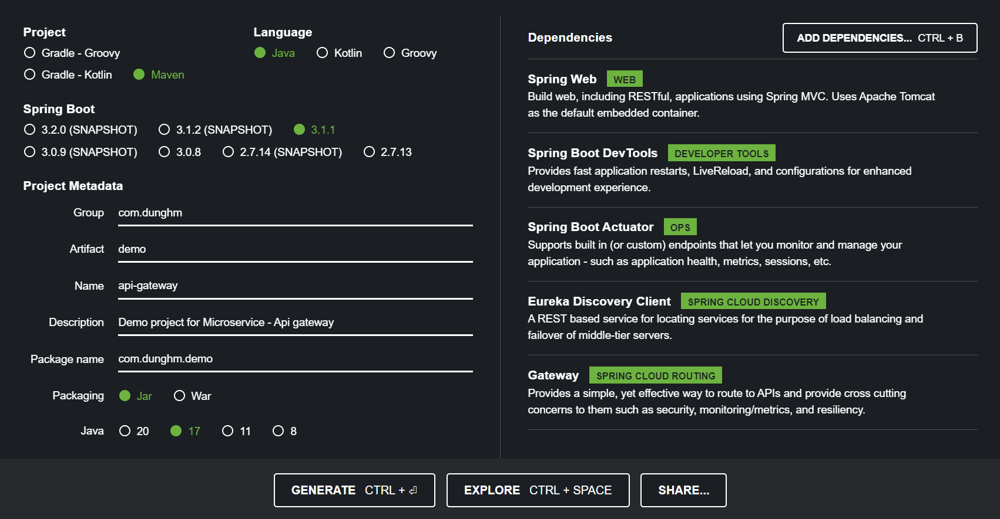 Project
Gradle - Groovy
Gradle - Kotlin Maven
Language
Java Kotlin Groovy
Spring Boot
3.2.0 (SNAPSHOT) 3.1.2 (SNAPSHOT) 3.1.1
3.0.9 (SNAPSHOT) 3.0.8 2.7.14 (SNAPSHOT) 2.7.13
Project Metadata
Group com.dunghm
Artifact demo
Name api-gateway
Description Demo project for Microservice - Api gateway
Package name com.dunghm.demo
Packaging Jar War
Java 20 17 11 8
Dependencies
ADD DEPENDENCIES... CTRL + B
Spring Web WEB
Build web, including RESTful, applications using Spring MVC. Uses Apache Tomcat
as the default embedded container.
Spring Boot DevTools DEVELOPER TOOLS
Provides fast application restarts, LiveReload, and configurations for enhanced
development experience.
Spring Boot Actuator OPS
Supports built in (or custom) endpoints that let you monitor and manage your
application - such as application health, metrics, sessions, etc.
Eureka Discovery Client SPRING CLOUD DISCOVERY
A REST based service for locating services for the purpose of load balancing and
failover of middle-tier servers.
Gateway SPRING CLOUD ROUTING
Provides a simple, yet effective way to route to APIs and provide cross cutting
concerns to them such as security, monitoring/metrics, and resiliency.
GENERATE CTRL + ⏎
EXPLORE CTRL + SPACE
SHARE...